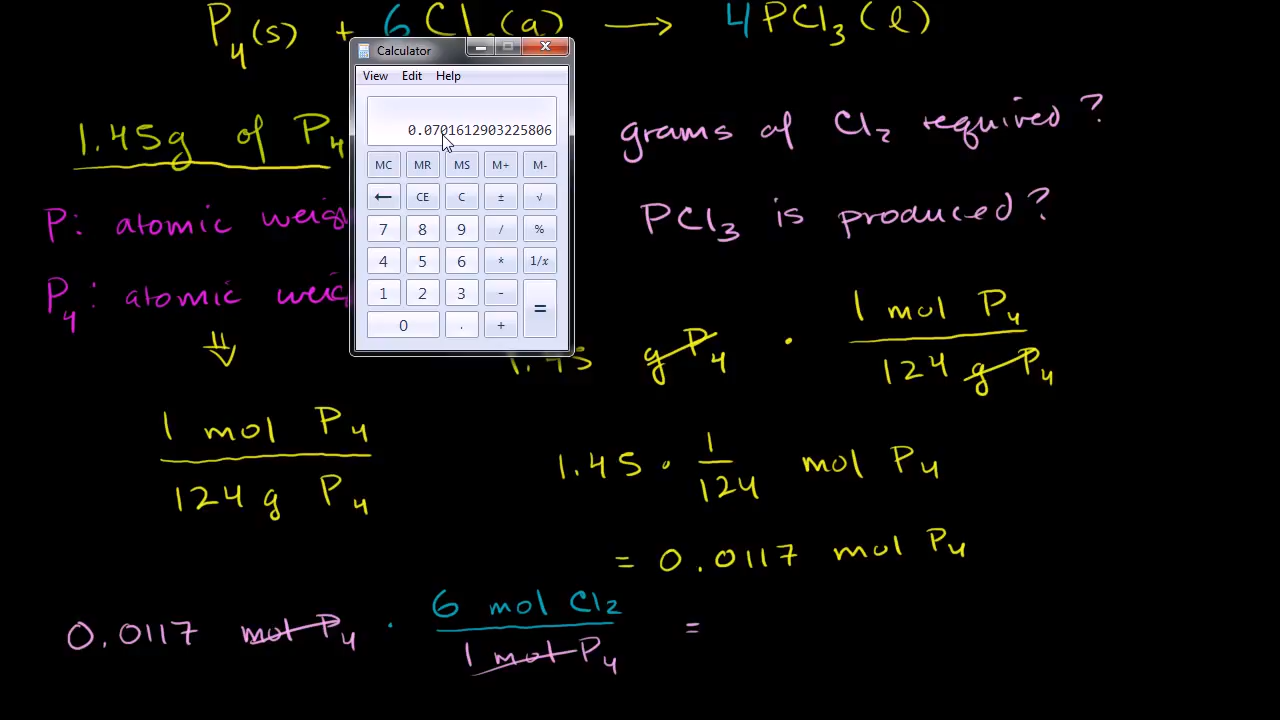 P4(s) + 6Cl2(g) → 4PCl3(l)
Calculator
View Edit Help
0.0701612903225806
MC MR MS M+ M-
← CE C ± √
7 8 9 / %
4 5 6 * 1/x
1 2 3 - =
0 . +
1.45g of P4
grams of Cl2 required?
P: atomic
PCl3 is produced?
P4: atomic
1.45 g P4 · 1 mol P4 / 124 g P4
1 mol P4
124 g P4
1.45 · 1/124 mol P4
= 0.0117 mol P4
0.0117 mol P4 · 6 mol Cl2 / 1 mol P4 =